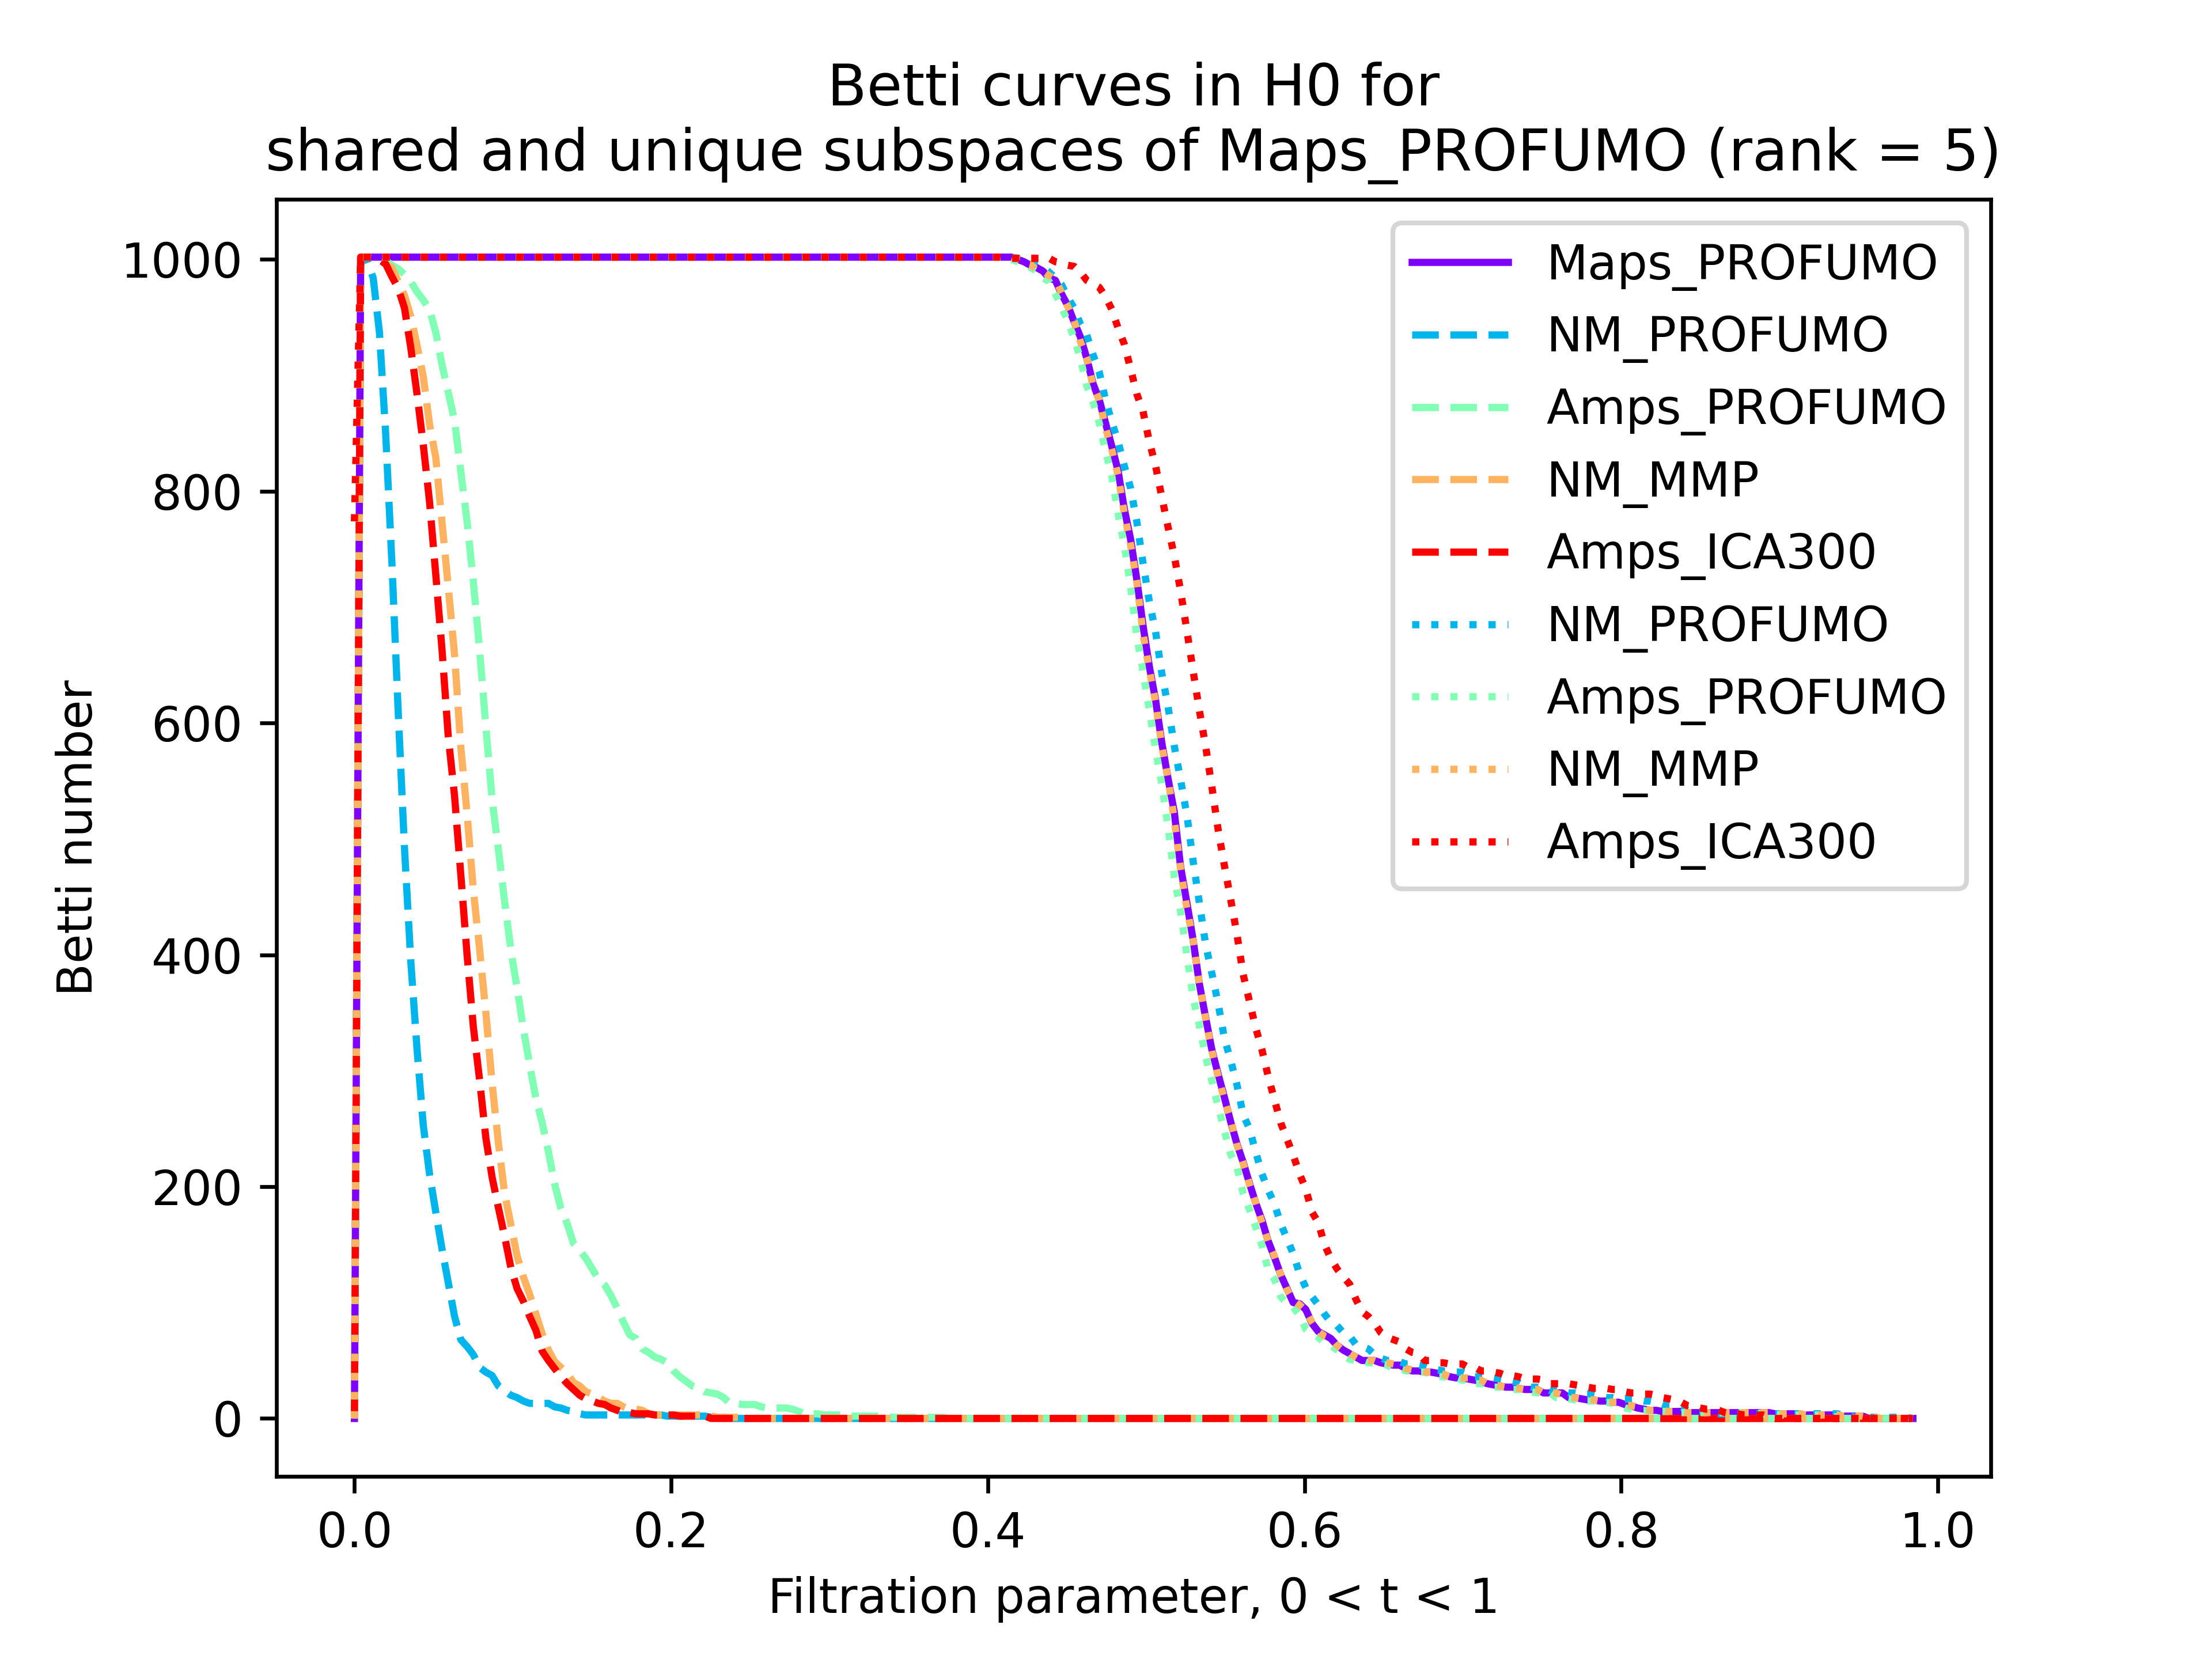 Betti curves in H0 for
shared and unique subspaces of Maps_PROFUMO (rank = 5)
1000
800
600
400
200
0
Betti number
Maps_PROFUMO
NM_PROFUMO
Amps_PROFUMO
NM_MMP
Amps_ICA300
NM_PROFUMO
Amps_PROFUMO
NM_MMP
Amps_ICA300
0.0 0.2 0.4 0.6 0.8 1.0
Filtration parameter, 0 < t < 1